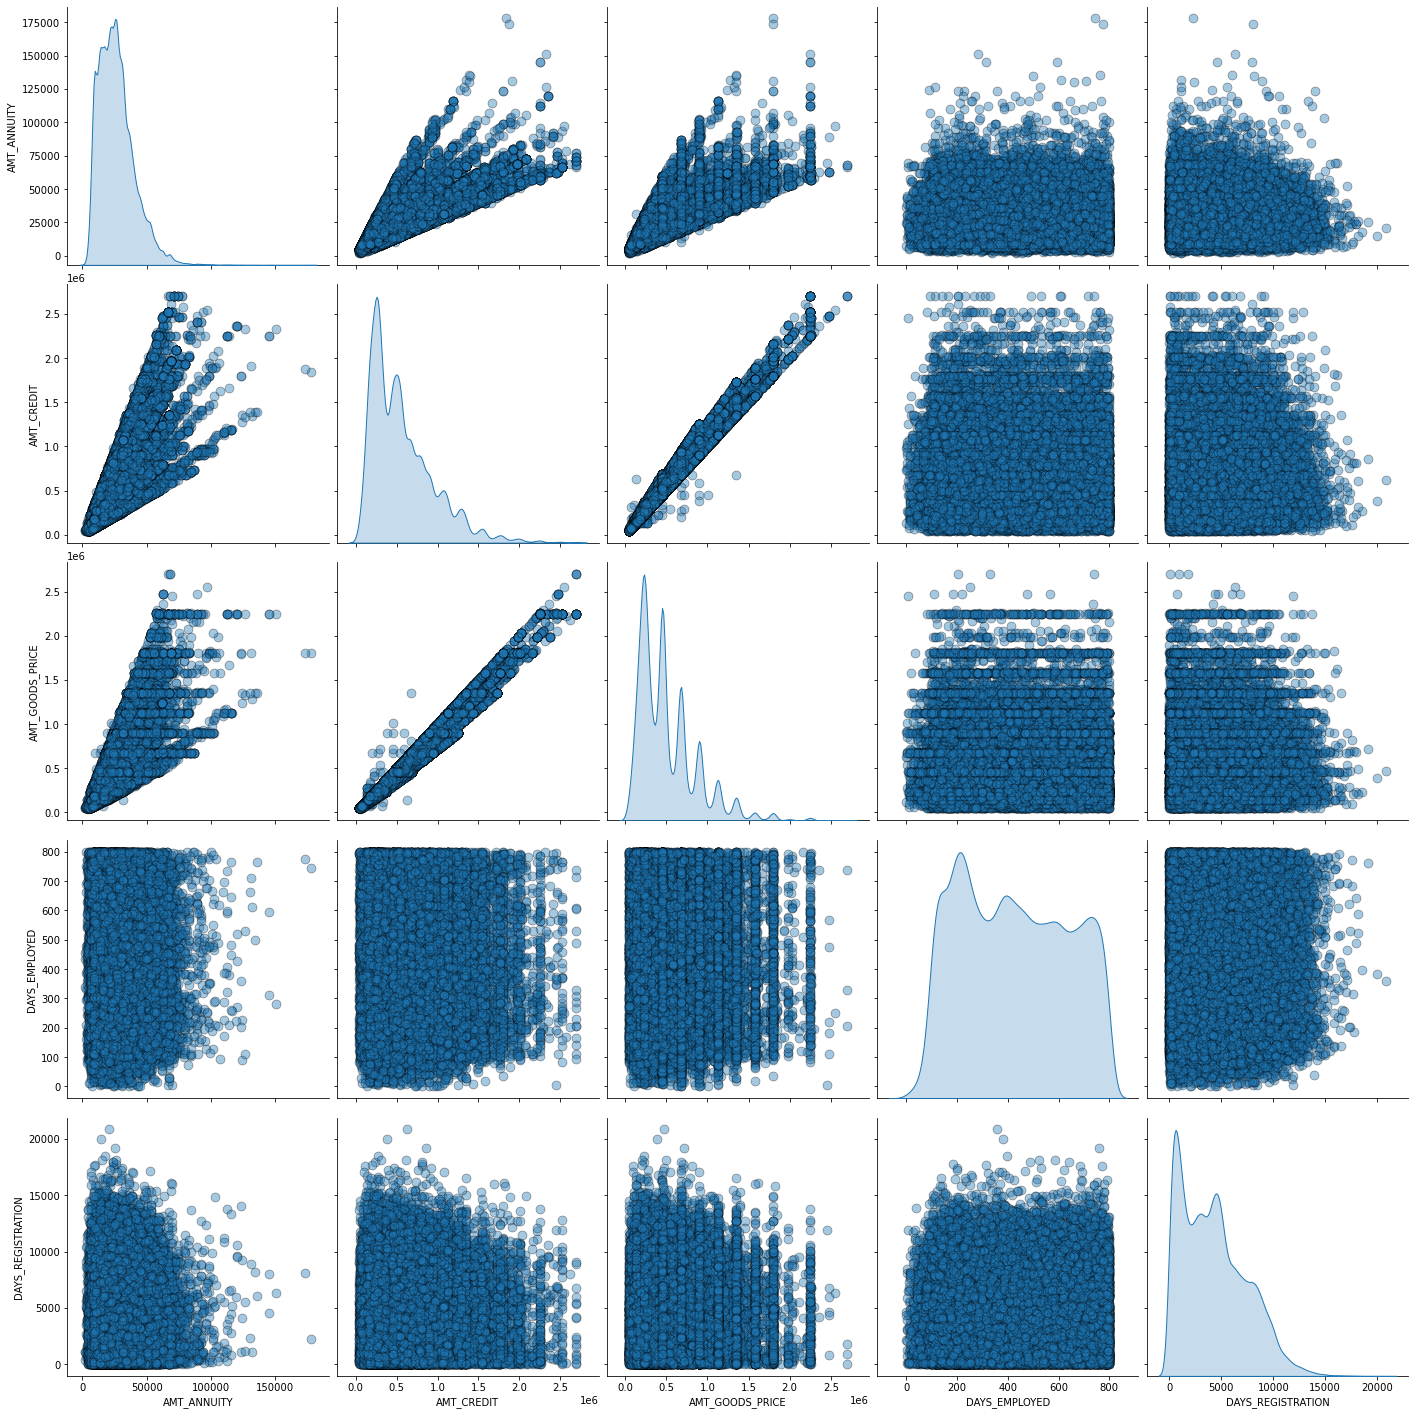 175000
150000
125000
100000
75000
50000
25000
0
AMT_ANNUITY
1e6
2.5
2.0
1.5
1.0
0.5
0.0
AMT_CREDIT
1e6
2.5
2.0
1.5
1.0
0.5
0.0
AMT_GOODS_PRICE
800
700
600
500
400
300
200
100
0
DAYS_EMPLOYED
20000
15000
10000
5000
0
DAYS_REGISTRATION
0 50000 100000 150000
AMT_ANNUITY
0.0 0.5 1.0 1.5 2.0 2.5
AMT_CREDIT 1e6
0.0 0.5 1.0 1.5 2.0 2.5
AMT_GOODS_PRICE 1e6
0 200 400 600 800
DAYS_EMPLOYED
0 5000 10000 15000 20000
DAYS_REGISTRATION